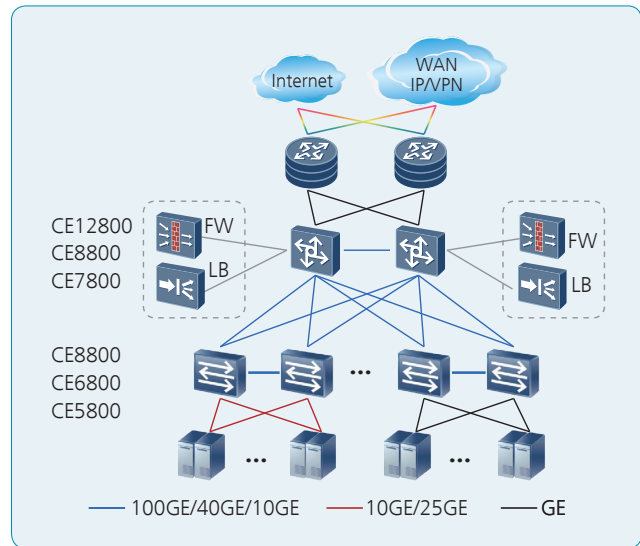 Internet
WAN
IP/VPN
CE12800
CE8800
CE7800
FW
LB
FW
LB
CE8800
CE6800
CE5800
...
...
...
100GE/40GE/10GE
10GE/25GE
GE